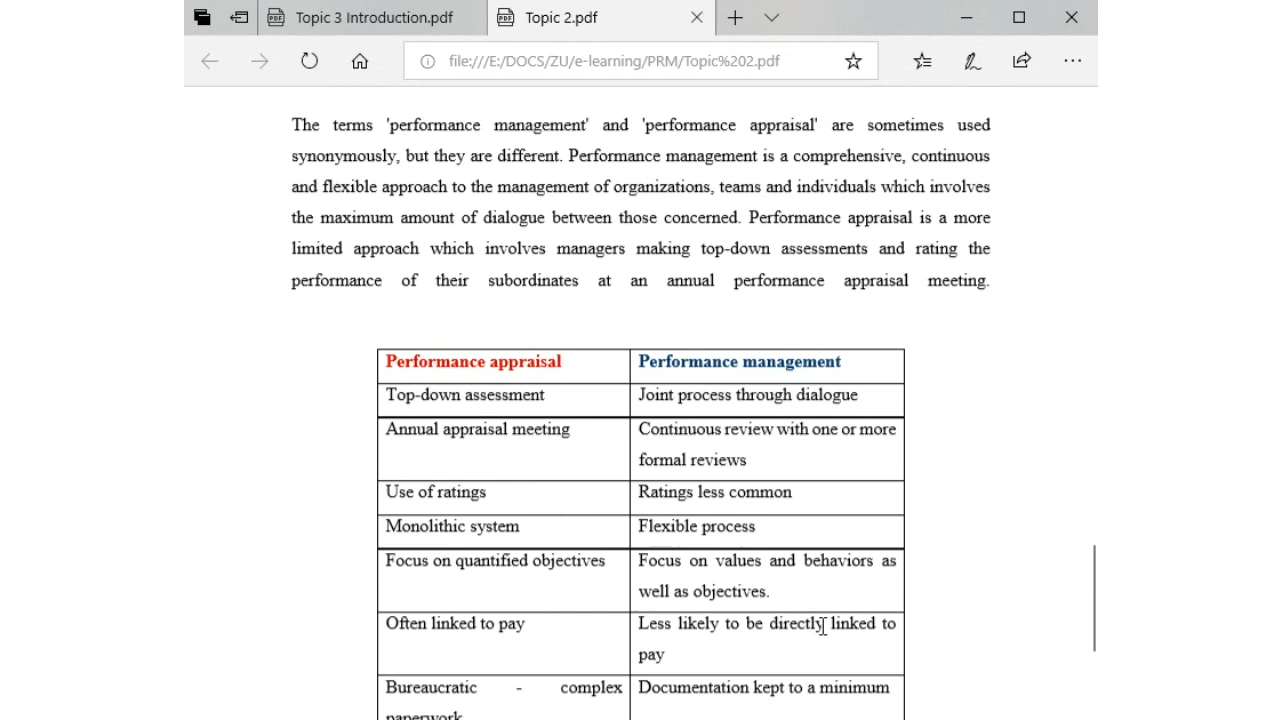 Topic 3 Introduction.pdf
Topic 2.pdf
file:///E:/DOCS/ZU/e-learning/PRM/Topic%202.pdf
The terms 'performance management' and 'performance appraisal' are sometimes used
synonymously, but they are different. Performance management is a comprehensive, continuous
and flexible approach to the management of organizations, teams and individuals which involves
the maximum amount of dialogue between those concerned. Performance appraisal is a more
limited approach which involves managers making top-down assessments and rating the
performance of their subordinates at an annual performance appraisal meeting.
Performance appraisal
Performance management
Top-down assessment
Joint process through dialogue
Annual appraisal meeting
Continuous review with one or more
formal reviews
Use of ratings
Ratings less common
Monolithic system
Flexible process
Focus on quantified objectives
Focus on values and behaviors as
well as objectives.
Often linked to pay
Less likely to be directly linked to
pay
Bureaucratic - complex
paperwork
Documentation kept to a minimum